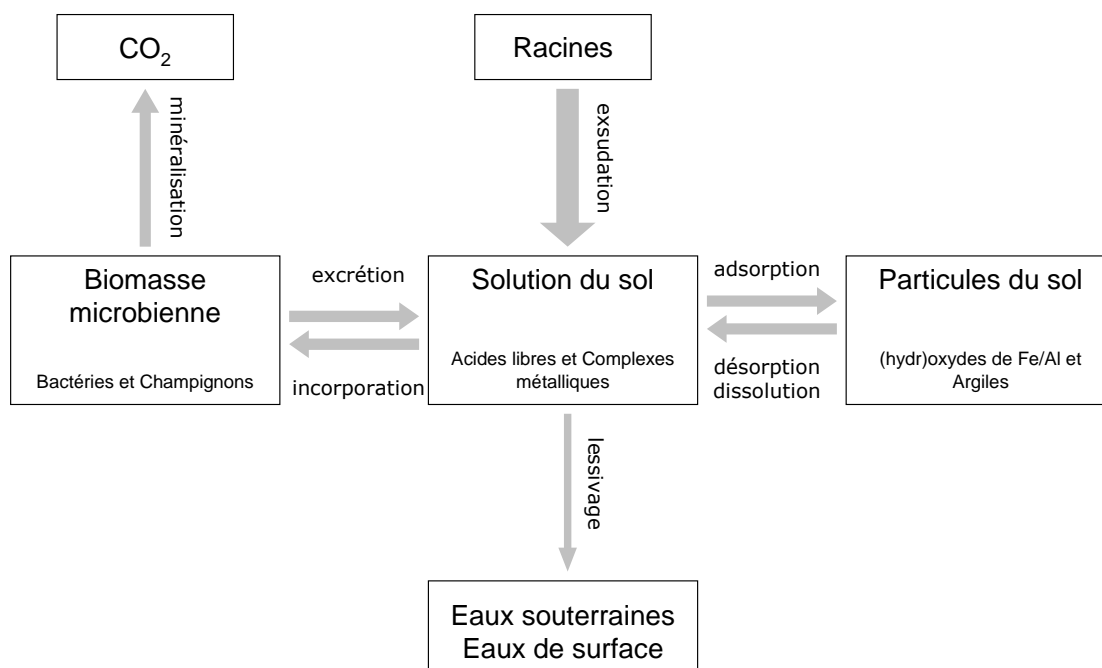 CO2
Racines
minéralisation
exsudation
Biomasse
microbienne
Bactéries et Champignons
excrétion
incorporation
Solution du sol
Acides libres et Complexes
métalliques
adsorption
désorption
dissolution
Particules du sol
(hydr)oxydes de Fe/Al et
Argiles
lessivage
Eaux souterraines
Eaux de surface